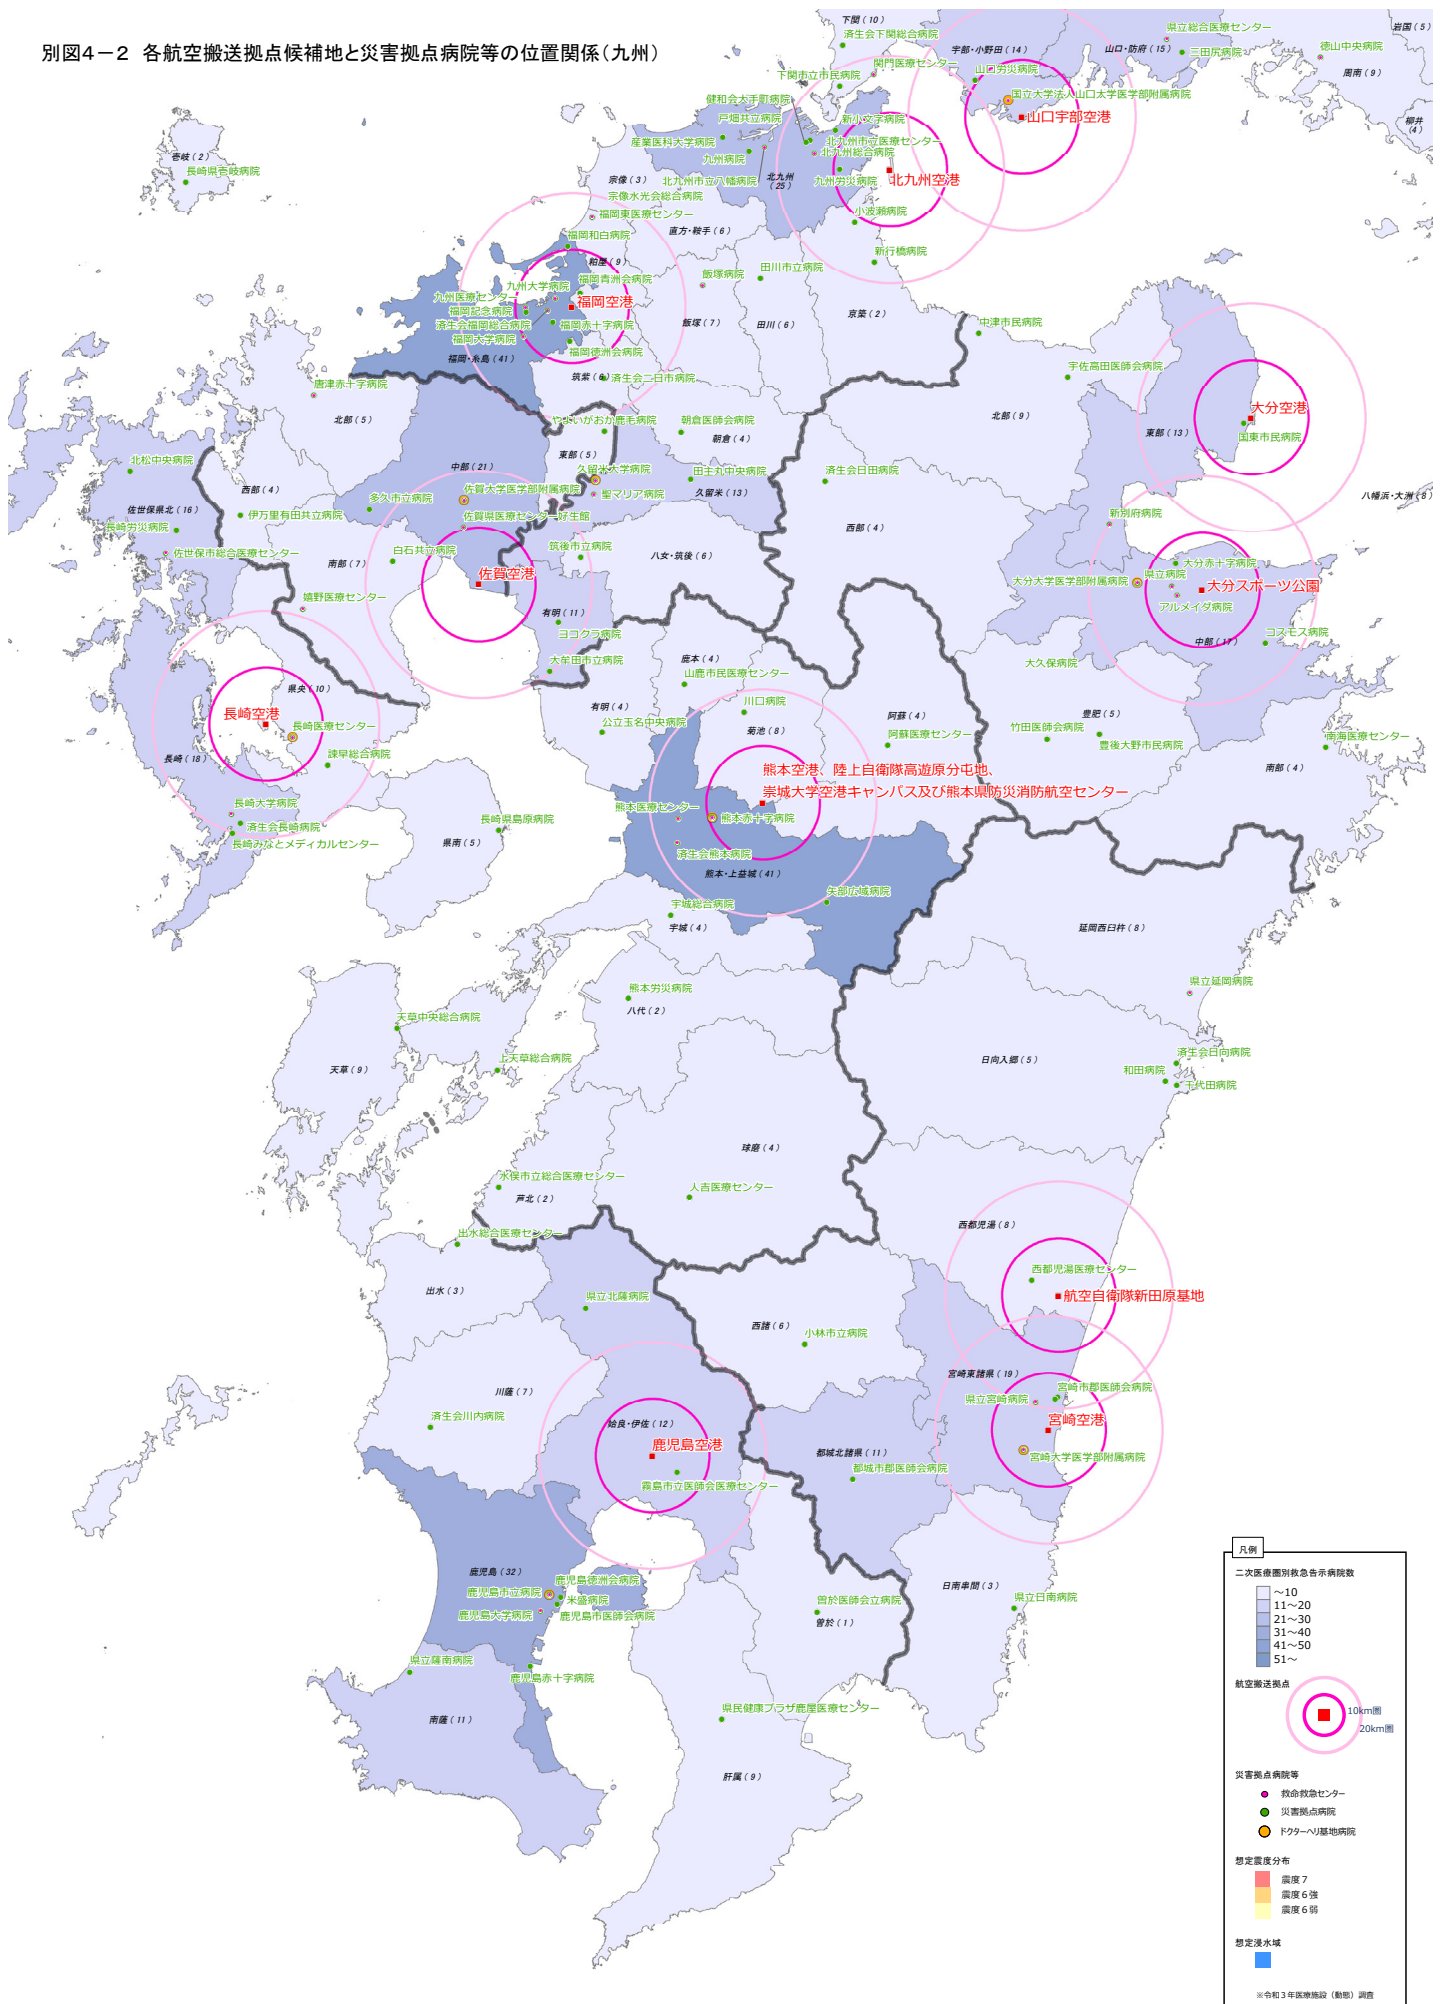 別図4－2 各航空搬送拠点候補地と災害拠点病院等の位置関係（九州）
下関（10）
済生会下関総合病院
関門医療センター
下関市立市民病院
宇部・小野田（14）
山口労災病院
国立大学法人山口大学医学部附属病院
山口宇部空港
県立総合医療センター
山口・防府（15）
三田尻病院
徳山中央病院
岩国（5）
周南（9）
柳井（4）
健和会大手町病院
戸畑共立病院
新小文字病院
産業医科大学病院
九州病院
北九州市立医療センター
北九州総合病院
北九州市立八幡病院
北九州（25）
九州労災病院
北九州空港
小波瀬病院
新行橋病院
壱岐（2）
長崎県壱岐病院
宗像（3）
宗像水光会総合病院
福岡東医療センター
福岡和白病院
直方・鞍手（6）
粕屋（9）
福岡青洲会病院
九州大学病院
九州医療センター
福岡空港
福岡記念病院
済生会福岡総合病院
福岡赤十字病院
福岡大学病院
福岡徳洲会病院
福岡・糸島（41）
飯塚病院
飯塚（7）
田川市立病院
田川（6）
京築（2）
筑紫（6）
済生会二日市病院
中津市民病院
宇佐高田医師会病院
北部（9）
大分空港
国東市民病院
東部（13）
八幡浜・大洲（8）
唐津赤十字病院
北部（5）
やよいがおか鹿毛病院
朝倉医師会病院
朝倉（4）
東部（5）
中部（21）
久留米大学病院
聖マリア病院
田主丸中央病院
久留米（13）
済生会日田病院
西部（4）
北松中央病院
西部（4）
佐世保県北（16）
長崎労災病院
佐世保市総合医療センター
伊万里有田共立病院
多久市立病院
佐賀大学医学部附属病院
佐賀県医療センター好生館
白石共立病院
南部（7）
佐賀空港
嬉野医療センター
筑後市立病院
八女・筑後（6）
有明（11）
ヨコクラ病院
大牟田市立病院
新別府病院
大分赤十字病院
県立病院
大分大学医学部附属病院
大分スポーツ公園
アルメイダ病院
中部（17）
コスモス病院
大久保病院
豊肥（5）
竹田医師会病院
豊後大野市民病院
南海医療センター
南部（4）
県央（10）
長崎空港
長崎医療センター
諫早総合病院
長崎（18）
長崎大学病院
済生会長崎病院
長崎みなとメディカルセンター
長崎県島原病院
県南（5）
鹿本（4）
山鹿市民医療センター
川口病院
有明（4）
公立玉名中央病院
菊池（8）
阿蘇（4）
阿蘇医療センター
熊本空港、陸上自衛隊高遊原分屯地、
崇城大学空港キャンパス及び熊本県防災消防航空センター
熊本医療センター
熊本赤十字病院
済生会熊本病院
熊本・上益城（41）
矢部広域病院
宇城総合病院
宇城（4）
熊本労災病院
八代（2）
延岡西臼杵（8）
県立延岡病院
天草中央総合病院
上天草総合病院
天草（9）
日向入郷（5）
済生会日向病院
和田病院
千代田病院
球磨（4）
人吉医療センター
水俣市立総合医療センター
芦北（2）
出水総合医療センター
出水（3）
西都児湯（8）
西都児湯医療センター
航空自衛隊新田原基地
県立北薩病院
西諸（6）
小林市立病院
宮崎東諸県（19）
県立宮崎病院
宮崎市郡医師会病院
宮崎空港
宮崎大学医学部附属病院
川薩（7）
済生会川内病院
姶良・伊佐（12）
鹿児島空港
霧島市立医師会医療センター
都城北諸県（11）
都城市郡医師会病院
鹿児島（32）
鹿児島徳洲会病院
鹿児島市立病院
米盛病院
鹿児島大学病院
鹿児島市医師会病院
鹿児島赤十字病院
県立薩南病院
南薩（11）
曽於医師会立病院
曽於（1）
日南串間（3）
県立日南病院
県民健康プラザ鹿屋医療センター
肝属（9）
凡例
二次医療圏別救急告示病院数
～10
11～20
21～30
31～40
41～50
51～
航空搬送拠点
10km圏
20km圏
災害拠点病院等
救命救急センター
災害拠点病院
ドクターヘリ基地病院
想定震度分布
震度7
震度6強
震度6弱
想定浸水域
※令和3年医療施設（動態）調査